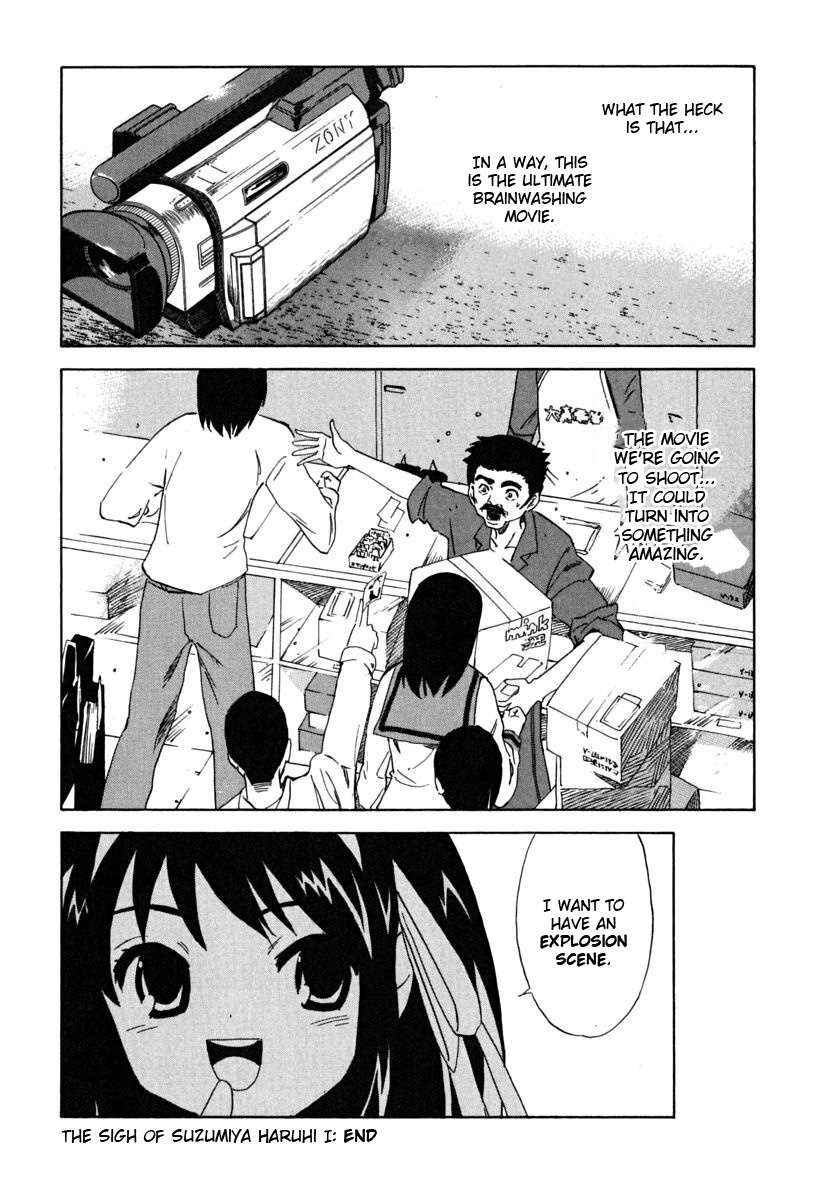 WHAT THE HECK
IS THAT...
IN A WAY, THIS
IS THE ULTIMATE
BRAINWASHING
MOVIE.
ZONY
THE MOVIE
WE'RE GOING
TO SHOOT...
IT COULD
TURN INTO
SOMETHING
AMAZING.
mink
I WANT TO
HAVE AN
EXPLOSION
SCENE.
THE SIGH OF SUZUMIYA HARUHI I: END